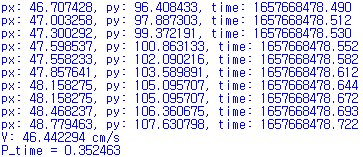 px: 46.707428, py: 96.408433, time: 1657668478.490
px: 47.003258, py: 97.887303, time: 1657668478.512
px: 47.300292, py: 99.372191, time: 1657668478.530
px: 47.598537, py: 100.863133, time: 1657668478.552
px: 47.558233, py: 102.090216, time: 1657668478.582
px: 47.857641, py: 103.589891, time: 1657668478.612
px: 48.158275, py: 105.095707, time: 1657668478.644
px: 48.158275, py: 105.095707, time: 1657668478.672
px: 48.468237, py: 106.360675, time: 1657668478.693
px: 48.779463, py: 107.630798, time: 1657668478.722
V: 46.442294 cm/s
P_time = 0.352463